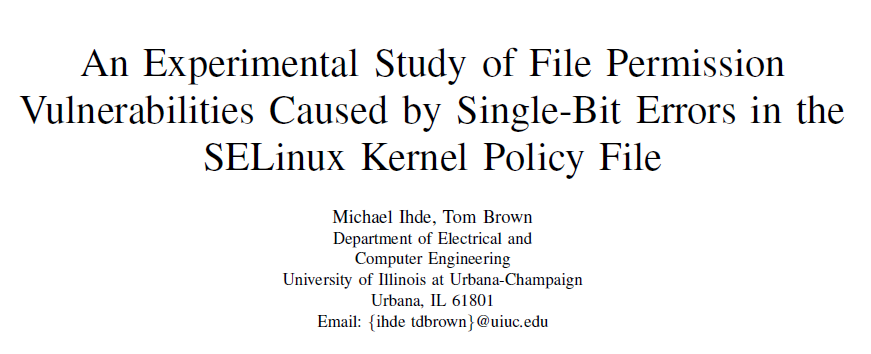 An Experimental Study of File Permission
Vulnerabilities Caused by Single-Bit Errors in the
SELinux Kernel Policy File
Michael Ihde, Tom Brown
Department of Electrical and
Computer Engineering
University of Illinois at Urbana-Champaign
Urbana, IL 61801
Email: {ihde tdbrown}@uiuc.edu